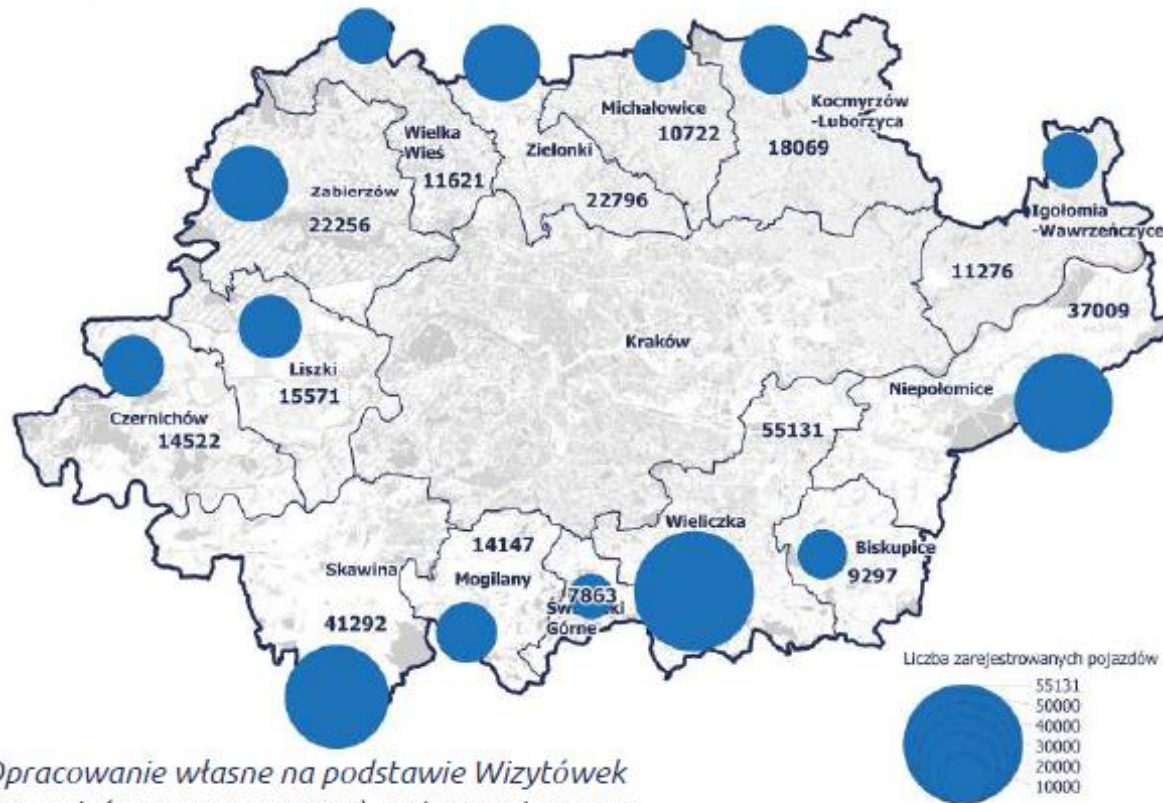 Michałowice
10722
Kocmyrzów
-Luborzyca
18069
Wielka
Wieś
11621
Zielonki
22796
Zabierzów
22256
Igołomia
-Wawrzeńczyce
11276
37009
Kraków
Liszki
15571
Niepołomice
Czernichów
14522
55131
Wieliczka
14147
Mogilany
Skawina
41292
7863
Górne
Biskupice
9297
Liczba zarejestrowanych pojazdów
55131
50000
40000
30000
20000
10000
Opracowanie własne na podstawie Wizytówek